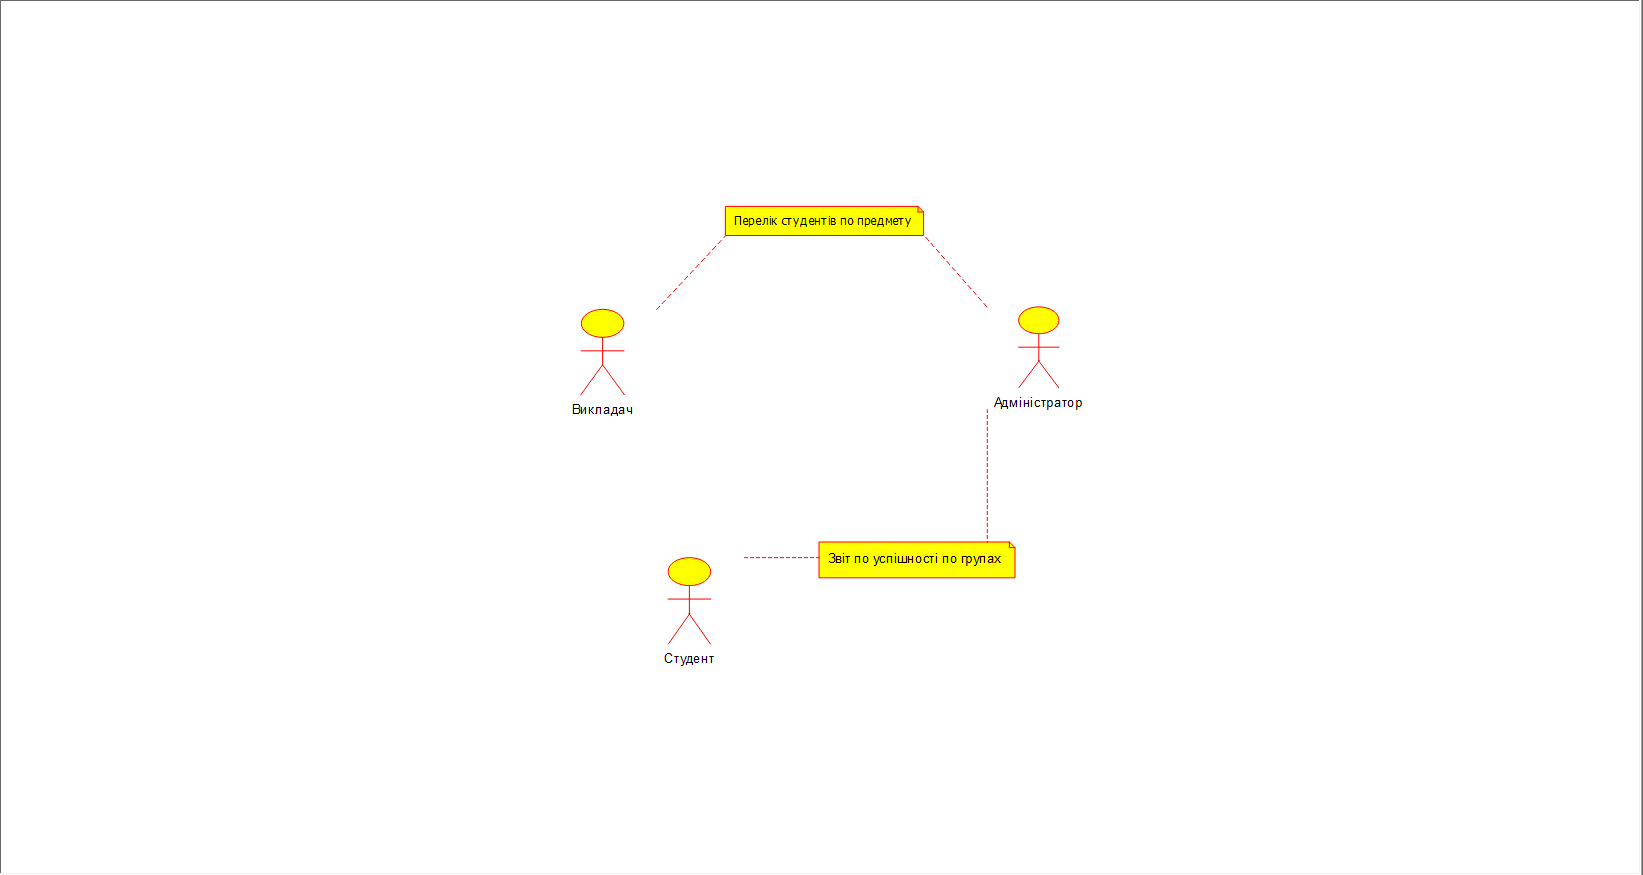 Перелік студентів по предмету
Викладач
Адміністратор
Звіт по успішності по групах
Студент